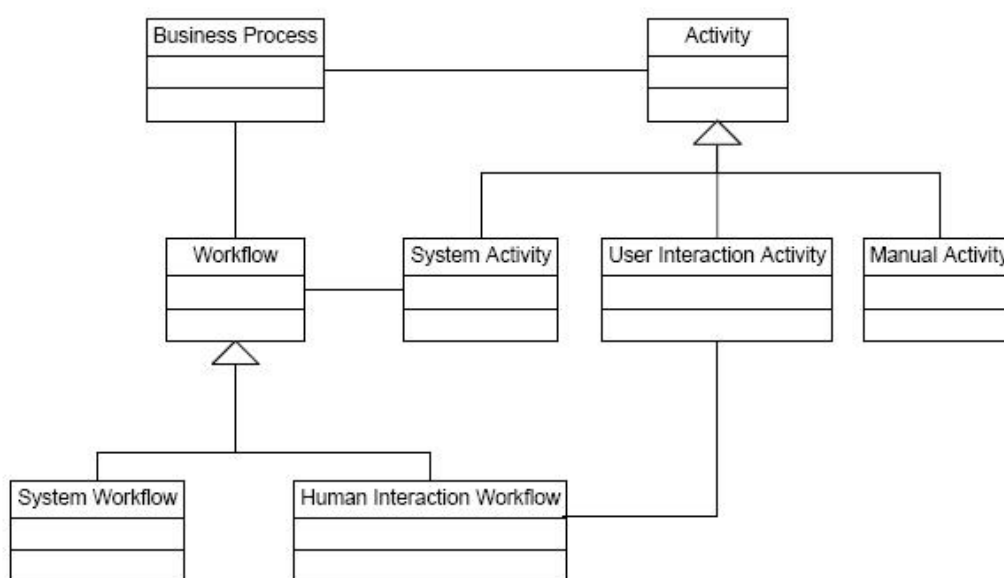 Business Process
Activity
Workflow
System Activity
User Interaction Activity
Manual Activity
System Workflow
Human Interaction Workflow